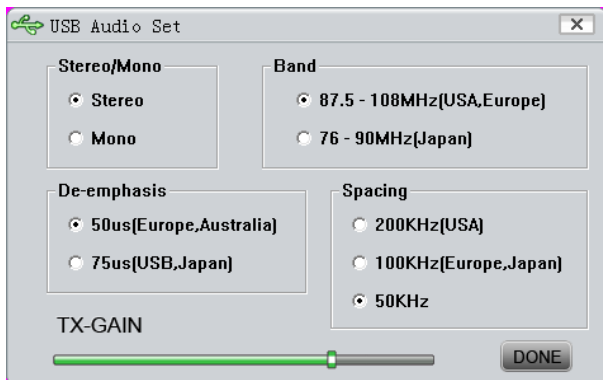 USB Audio Set
Stereo/Mono
Stereo
Mono
Band
87.5 - 108MHz(USA,Europe)
76 - 90MHz(Japan)
De-emphasis
50us(Europe,Australia)
75us(USB,Japan)
Spacing
200KHz(USA)
100KHz(Europe,Japan)
50KHz
TX-GAIN
DONE